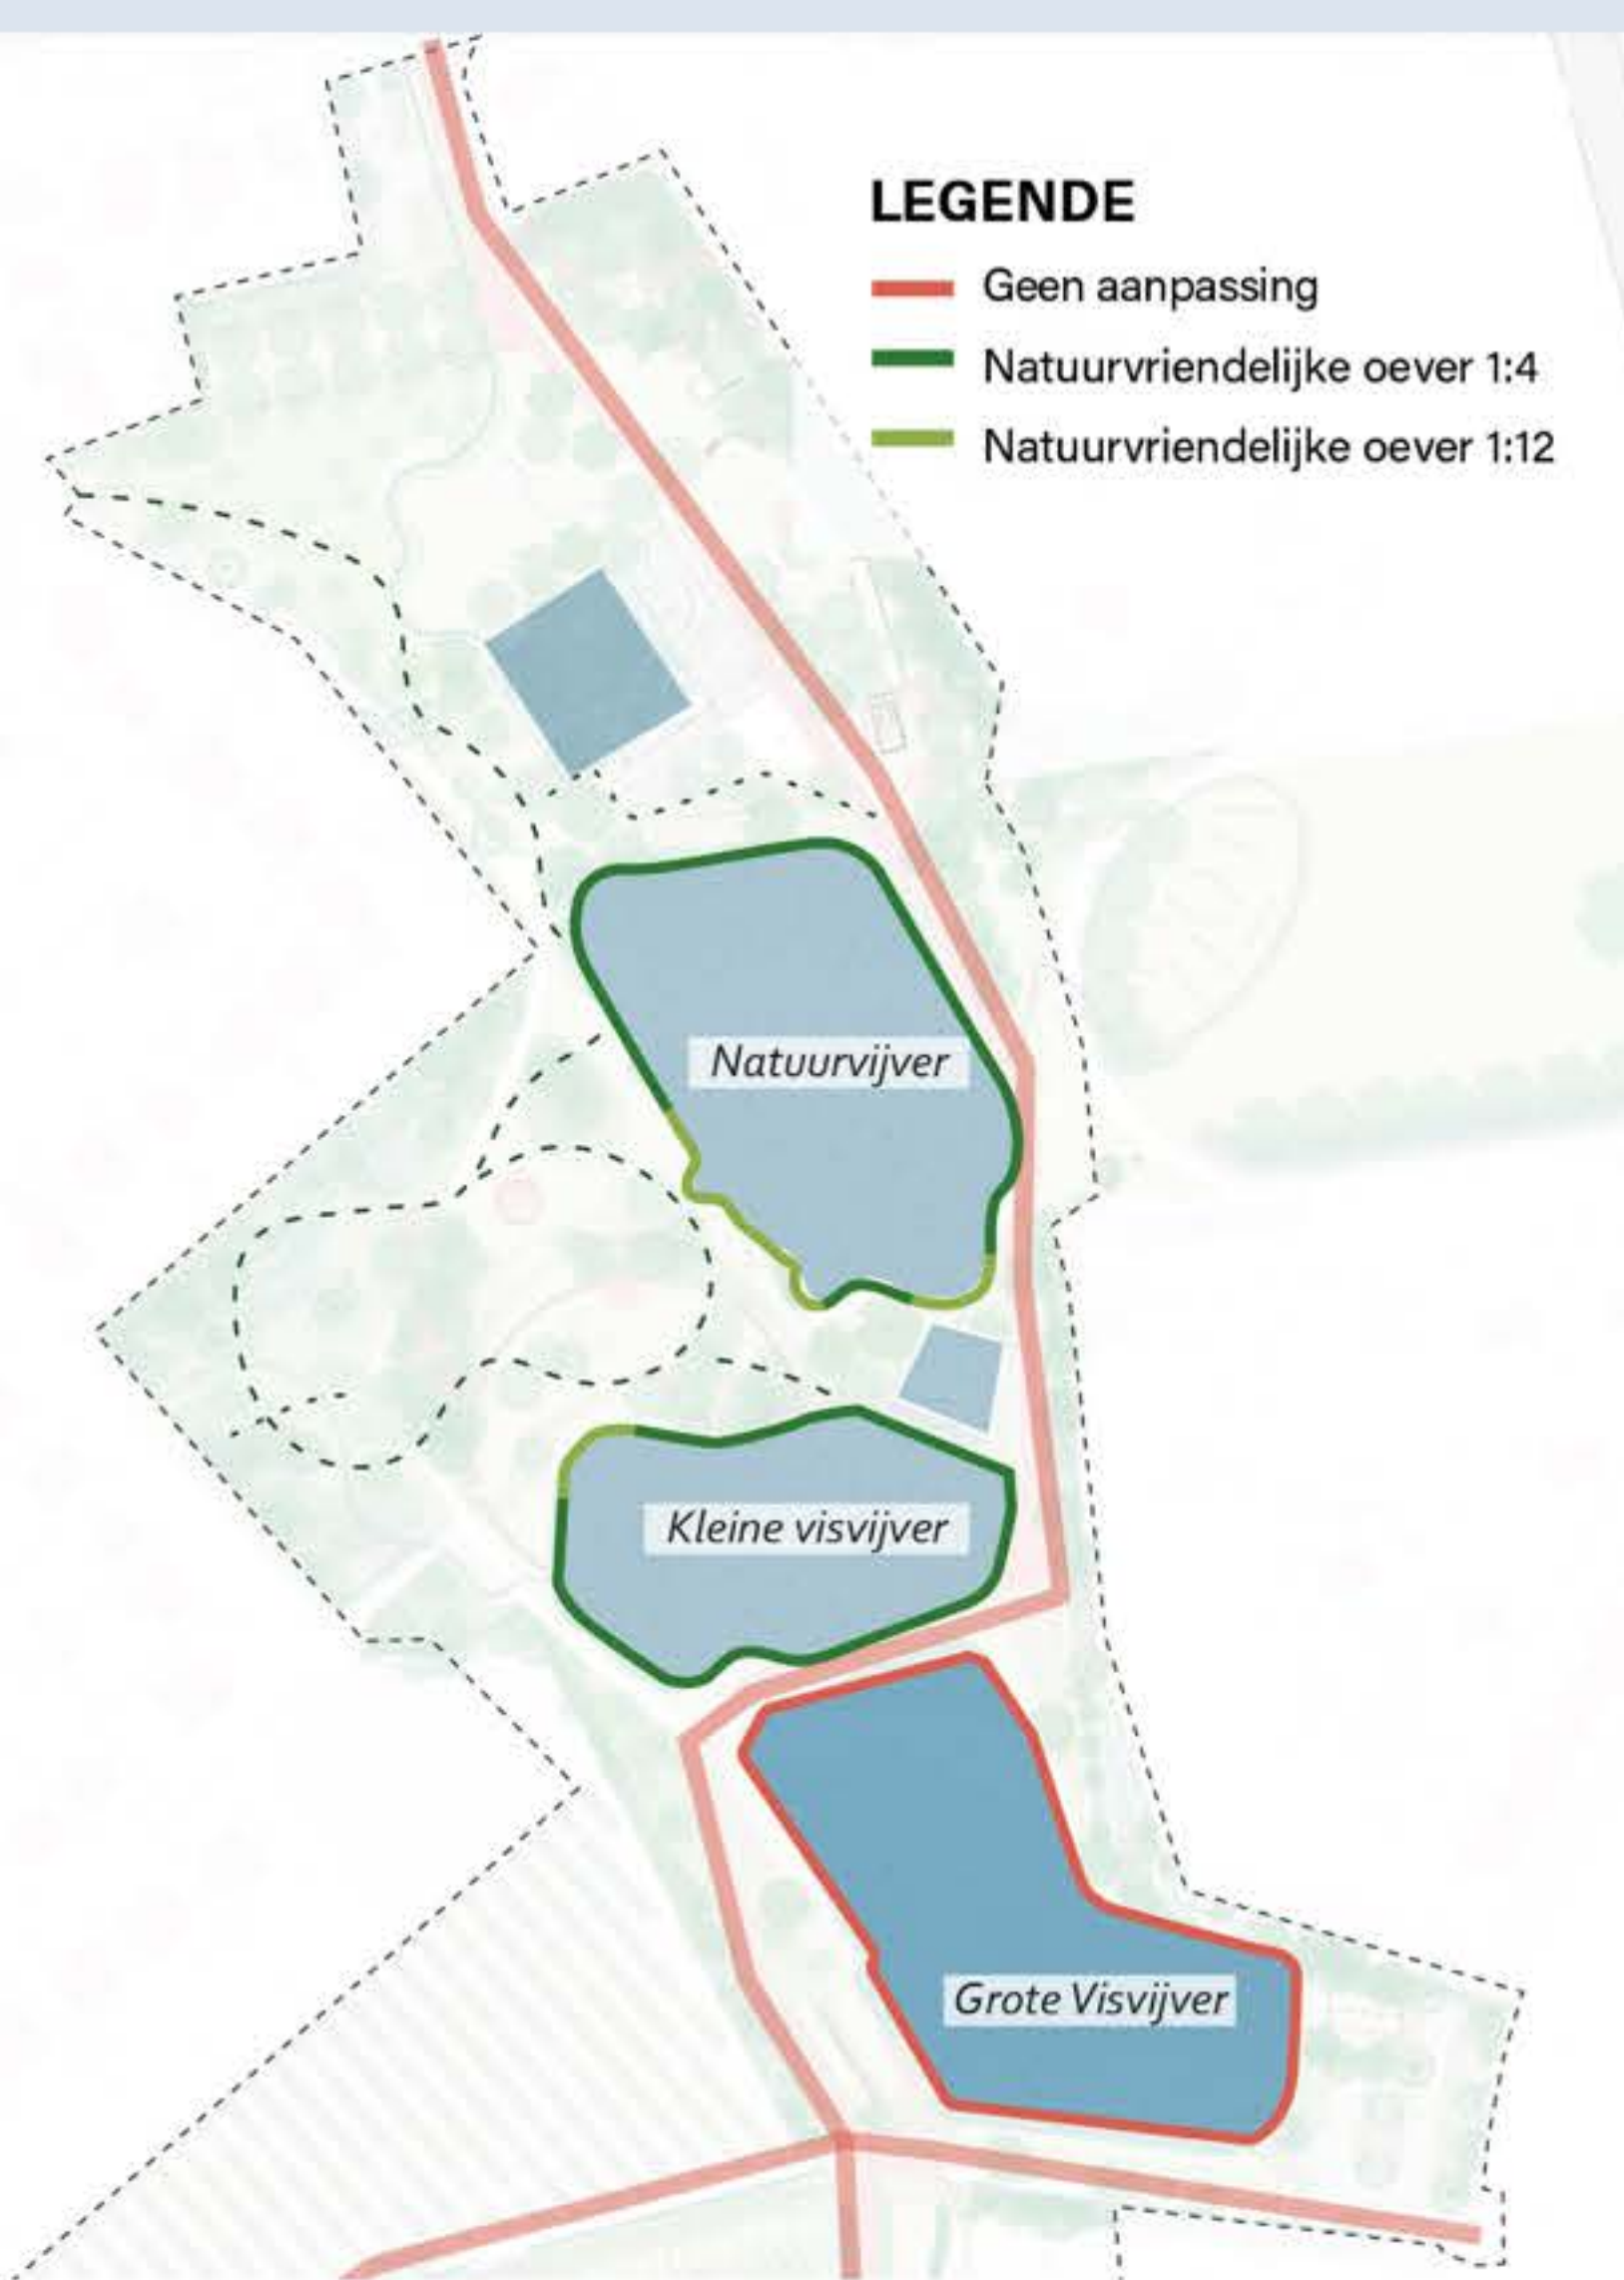 LEGENDE
Geen aanpassing
Natuurvriendelijke oever 1:4
Natuurvriendelijke oever 1:12
Natuurvijver
Kleine visvijver
Grote Visvijver